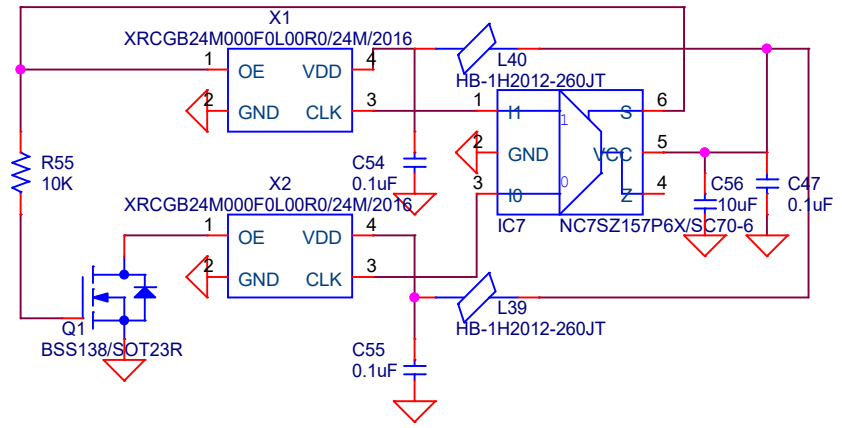 X1
XRCGB24M000F0L00R0/24M/2016
1 OE VDD 4
2 GND CLK 3
L40
HB-1H2012-260JT
1 I1 1 S 6
2 GND VCC 5
3 I0 0 Z 4
IC7 NC7SZ157P6X/SC70-6
R55
10K
C54
0.1uF
C56
10uF
C47
0.1uF
X2
XRCGB24M000F0L00R0/24M/2016
1 OE VDD 4
2 GND CLK 3
L39
HB-1H2012-260JT
Q1
BSS138/SOT23R
C55
0.1uF